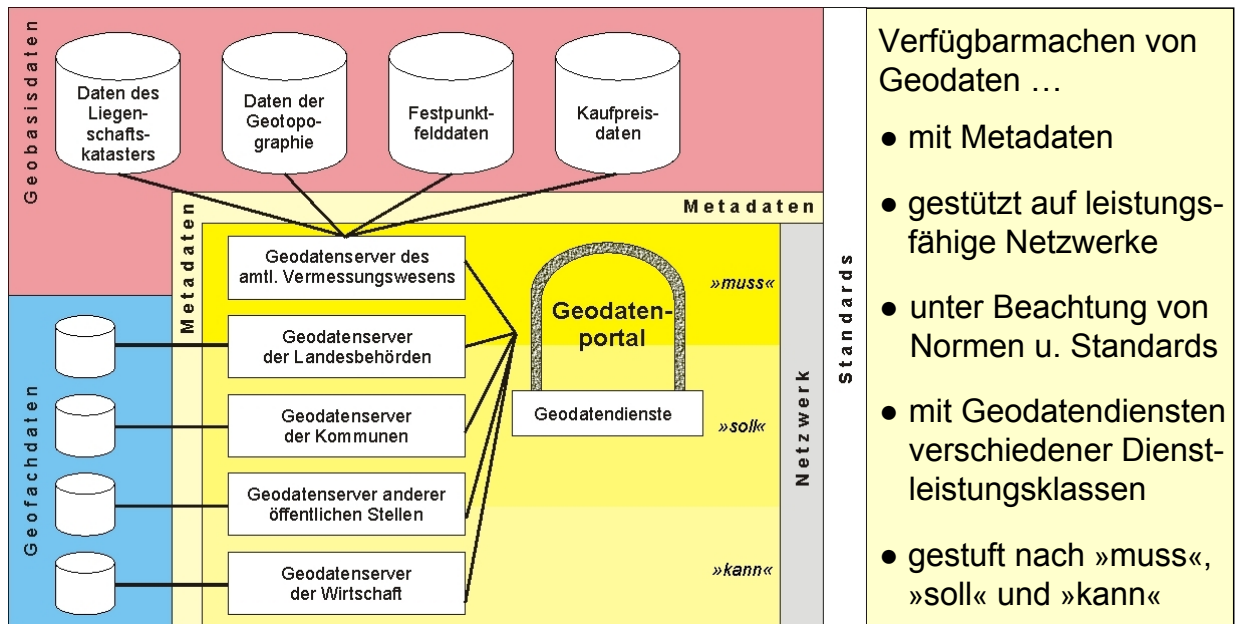 Geobasisdaten
Daten des
Liegen-
schafts-
katasters
Daten der
Geotopo-
graphie
Festpunkt-
felddaten
Kaufpreis-
daten
Metadaten
Metadaten
Geodatenserver des
amtl. Vermessungswesens
Geodatenserver
der Landesbehörden
Geodatenserver
der Kommunen
Geodatenserver anderer
öffentlichen Stellen
Geodatenserver
der Wirtschaft
Geofachdaten
Geodaten-
portal
Geodatendienste
»muss«
»soll«
»kann«
Netzwerk
Standards
Verfügbarmachen von
Geodaten …
● mit Metadaten
● gestützt auf leistungs-
fähige Netzwerke
● unter Beachtung von
Normen u. Standards
● mit Geodatendiensten
verschiedener Dienst-
leistungsklassen
● gestuft nach »muss«,
»soll« und »kann«